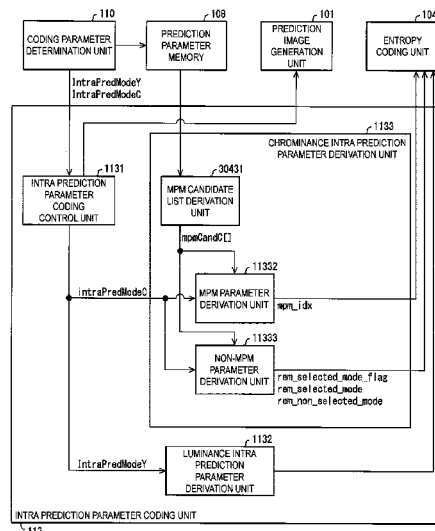 110
108
101
104
CODING PARAMETER
DETERMINATION UNIT
PREDICTION
PARAMETER
MEMORY
PREDICTION
IMAGE
GENERATION
UNIT
ENTROPY
CODING UNIT
IntraPredModeY
IntraPredModeC
1133
CHROMINANCE INTRA PREDICTION
PARAMETER DERIVATION UNIT
1131
30431
INTRA PREDICTION
PARAMETER
CODING
CONTROL UNIT
MPM CANDIDATE
LIST DERIVATION
UNIT
mpmCandC[]
11332
intraPredModeC
MPM PARAMETER
DERIVATION UNIT
mpm_idx
11333
NON-MPM
PARAMETER
DERIVATION UNIT
rem_selected_mode_flag
rem_selected_mode
rem_non_selected_mode
1132
IntraPredModeY
LUMINANCE INTRA
PREDICTION
PARAMETER
DERIVATION UNIT
INTRA PREDICTION PARAMETER CODING UNIT